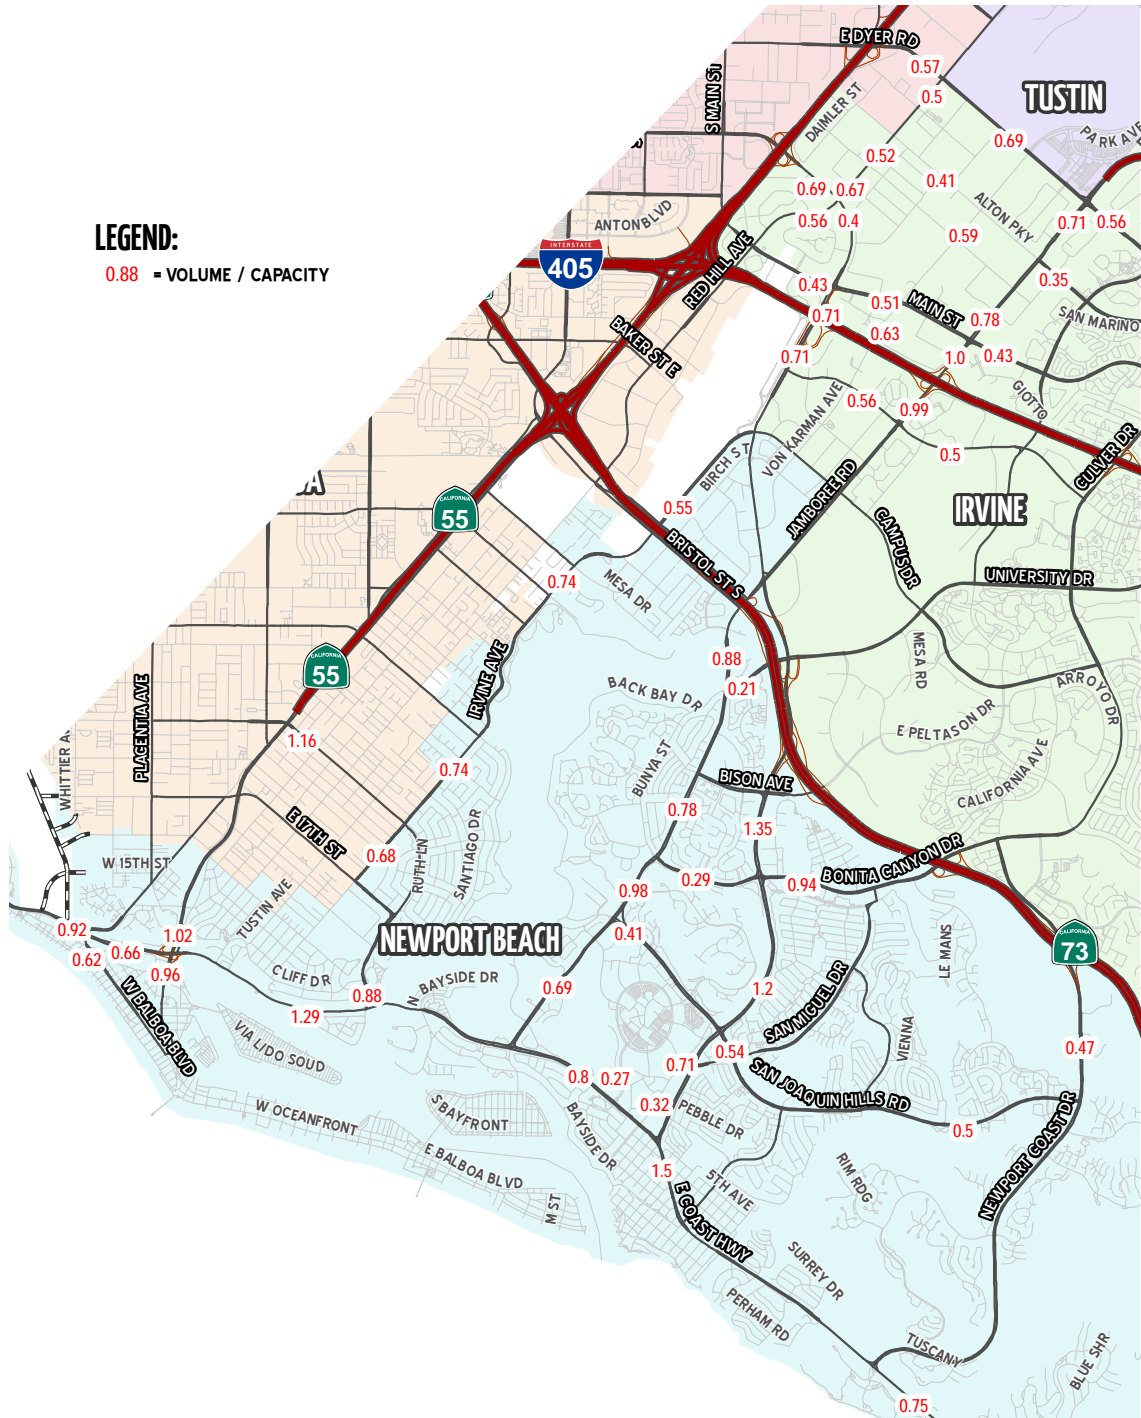 E DYER RD
0.57
S MAIN ST
TUSTIN
0.5
DAIMLER ST
PARK AVE
0.69
0.52
0.41
0.69
0.67
ALTON PKY
ANTON BLVD
0.56
0.4
0.71
0.56
0.59
LEGEND:
0.88 = VOLUME / CAPACITY
INTERSTATE
405
RED HILL AVE
0.43
0.35
0.51
MAIN ST
0.71
0.78
SAN MARINO
0.63
BAKER ST E
0.71
1.0
0.43
0.56
GIOTTO
0.99
VON KARMAN AVE
CULVER DR
0.5
BIRCH ST
JAMBOREE RD
CALIFORNIA
55
0.55
IRVINE
CAMPUS DR
BRISTOL ST S
0.74
MESA DR
UNIVERSITY DR
CALIFORNIA
55
0.88
MESA RD
IRVINE AVE
0.21
BACK BAY DR
ARROYO DR
PLACENTIA AVE
E PELTASON DR
1.16
WHITTIER
0.74
BUNYA ST
BISON AVE
CALIFORNIA AVE
0.78
E 17TH ST
1.35
SANTIAGO DR
W 15TH ST
0.68
RUTH LN
BONITA CANYON DR
0.29
0.94
0.98
TUSTIN AVE
0.92
1.02
NEWPORT BEACH
0.41
CALIFORNIA
73
LE MANS
0.66
0.62
0.96
CLIFF DR
N BAYSIDE DR
0.69
1.2
SAN MIGUEL DR
0.88
1.29
W BALBOA BLVD
VIA LIDO SOUD
VIENNA
0.47
0.54
0.71
0.8
0.27
SAN JOAQUIN HILLS RD
0.32
PEBBLE DR
W OCEANFRONT
S BAYFRONT
BAYSIDE DR
0.5
NEWPORT COAST DR
E BALBOA BLVD
1.5
5TH AVE
RIM RDG
M ST
E COAST HWY
SURREY DR
PERHAM RD
TUSCANY
BLUE SHR
0.75